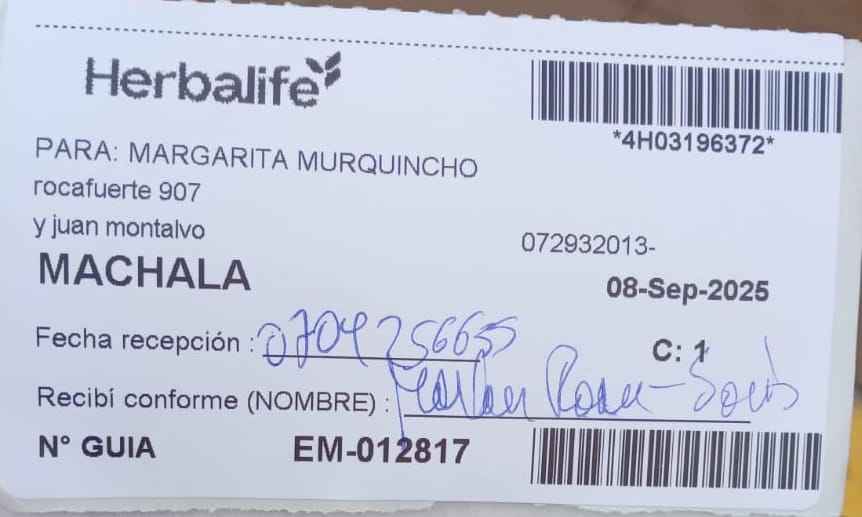 Herbalife
*4H03196372*
PARA: MARGARITA MURQUINCHO
rocafuerte 907
y juan montalvo
072932013-
MACHALA
08-Sep-2025
Fecha recepción : 0704256655
C: 1
Recibí conforme (NOMBRE) :
N° GUIA EM-012817